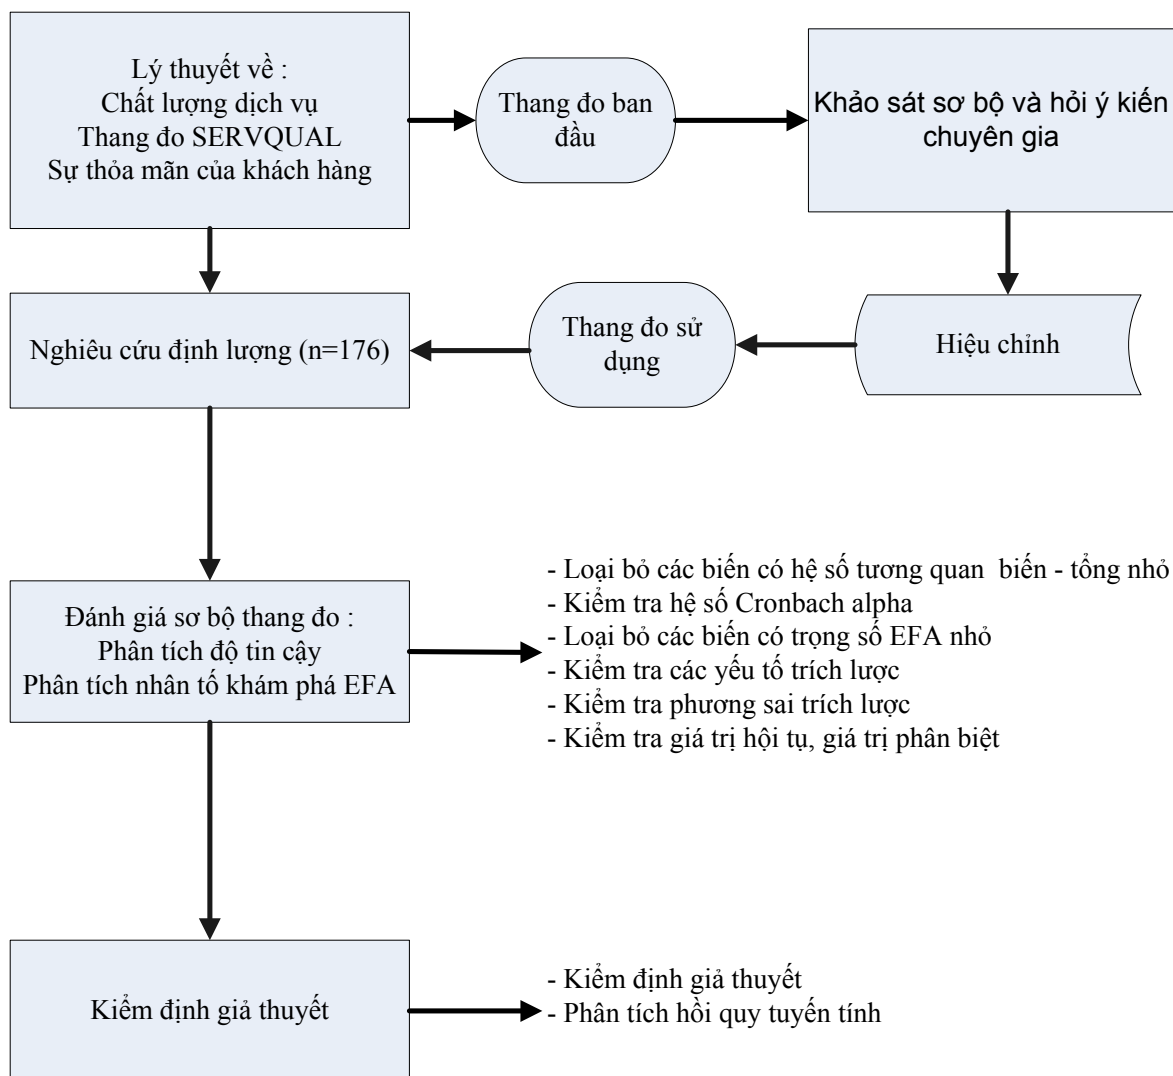 Lý thuyết về :
Chất lượng dịch vụ
Thang đo SERVQUAL
Sự thỏa mãn của khách hàng
Thang đo ban
đầu
Khảo sát sơ bộ và hỏi ý kiến
chuyên gia
Nghiêu cứu định lượng (n=176)
Thang đo sử
dụng
Hiệu chỉnh
Đánh giá sơ bộ thang đo :
Phân tích độ tin cậy
Phân tích nhân tố khám phá EFA
- Loại bỏ các biến có hệ số tương quan  biến - tổng nhỏ
- Kiểm tra hệ số Cronbach alpha
- Loại bỏ các biến có trọng số EFA nhỏ
- Kiểm tra các yếu tố trích lược
- Kiểm tra phương sai trích lược
- Kiểm tra giá trị hội tụ, giá trị phân biệt
Kiểm định giả thuyết
- Kiểm định giả thuyết
- Phân tích hồi quy tuyến tính